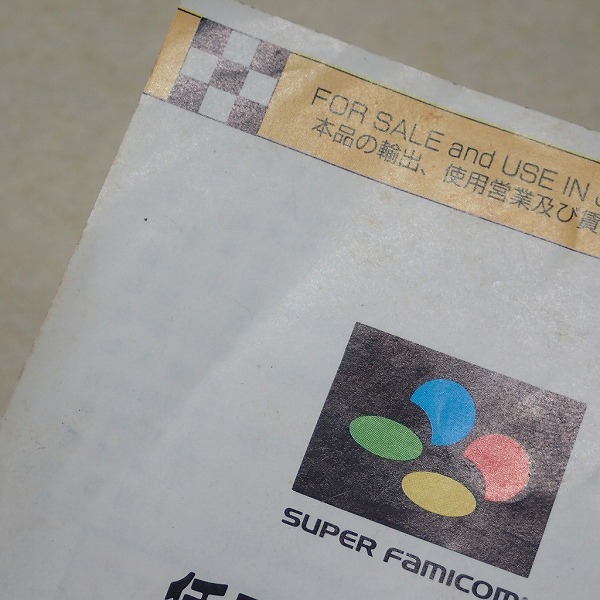 FOR SALE and USE IN J
本品の輸出、使用営業及び賃
SUPER FAMICOM
任